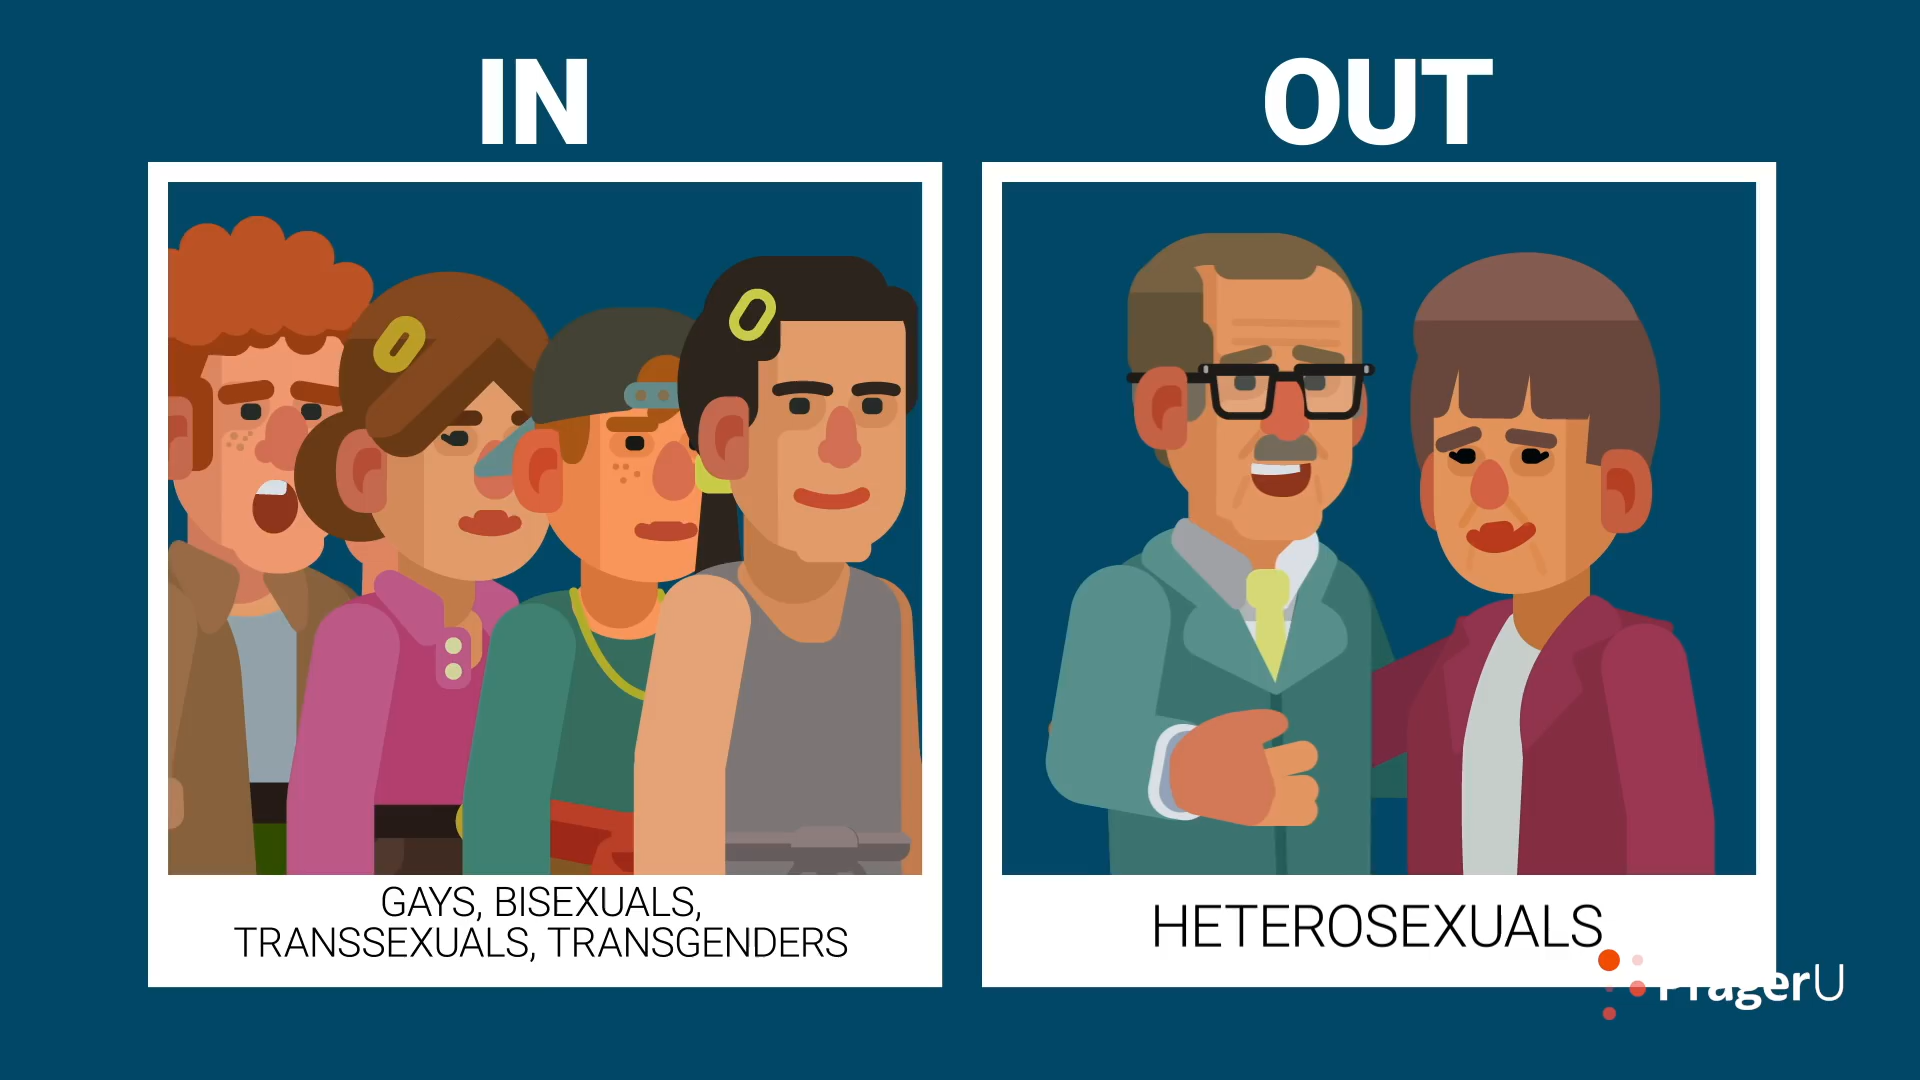 IN
OUT
GAYS, BISEXUALS,
TRANSSEXUALS, TRANSGENDERS
HETEROSEXUALS
PragerU